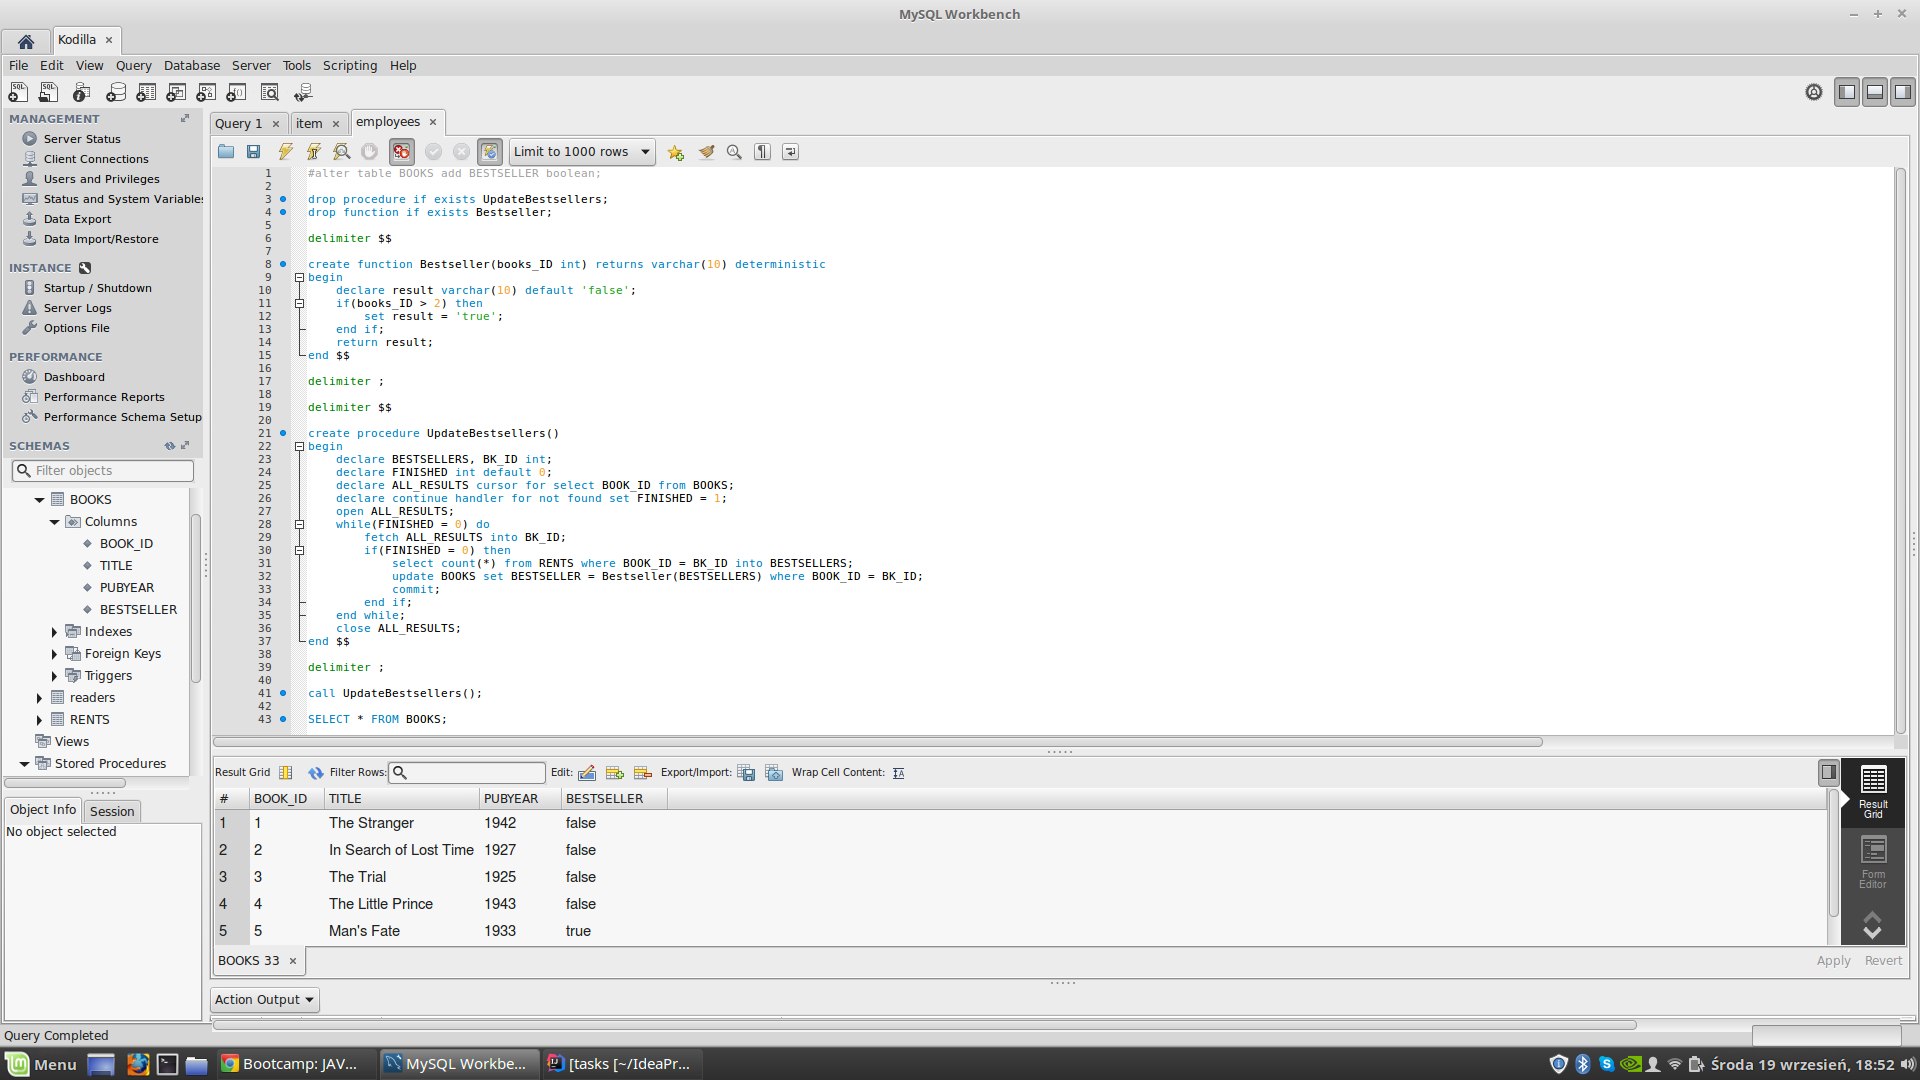 MySQL Workbench
Kodilla
File Edit View Query Database Server Tools Scripting Help
MANAGEMENT
Server Status
Client Connections
Users and Privileges
Status and System Variables
Data Export
Data Import/Restore
INSTANCE
Startup / Shutdown
Server Logs
Options File
PERFORMANCE
Dashboard
Performance Reports
Performance Schema Setup
SCHEMAS
Filter objects
BOOKS
Columns
BOOK_ID
TITLE
PUBYEAR
BESTSELLER
Indexes
Foreign Keys
Triggers
readers
RENTS
Views
Stored Procedures
Object Info Session
No object selected
Query 1 item employees
Limit to 1000 rows
1 #alter table BOOKS add BESTSELLER boolean;
2
3 drop procedure if exists UpdateBestsellers;
4 drop function if exists Bestseller;
5
6 delimiter $$
7
8 create function Bestseller(books_ID int) returns varchar(10) deterministic
9 begin
10 declare result varchar(10) default 'false';
11 if(books_ID > 2) then
12 set result = 'true';
13 end if;
14 return result;
15 end $$
16
17 delimiter ;
18
19 delimiter $$
20
21 create procedure UpdateBestsellers()
22 begin
23 declare BESTSELLERS, BK_ID int;
24 declare FINISHED int default 0;
25 declare ALL_RESULTS cursor for select BOOK_ID from BOOKS;
26 declare continue handler for not found set FINISHED = 1;
27 open ALL_RESULTS;
28 while(FINISHED = 0) do
29 fetch ALL_RESULTS into BK_ID;
30 if(FINISHED = 0) then
31 select count(*) from RENTS where BOOK_ID = BK_ID into BESTSELLERS;
32 update BOOKS set BESTSELLER = Bestseller(BESTSELLERS) where BOOK_ID = BK_ID;
33 commit;
34 end if;
35 end while;
36 close ALL_RESULTS;
37 end $$
38
39 delimiter ;
40
41 call UpdateBestsellers();
42
43 SELECT * FROM BOOKS;
Result Grid Filter Rows: Edit: Export/Import: Wrap Cell Content:
# BOOK_ID TITLE PUBYEAR BESTSELLER
1 1 The Stranger 1942 false
2 2 In Search of Lost Time 1927 false
3 3 The Trial 1925 false
4 4 The Little Prince 1943 false
5 5 Man's Fate 1933 true
Result
Grid
Form
Editor
BOOKS 33
Apply Revert
Action Output
Query Completed
Menu Bootcamp: JAV... MySQL Workbe... [tasks [~/IdeaPr... Środa 19 wrzesień, 18:52